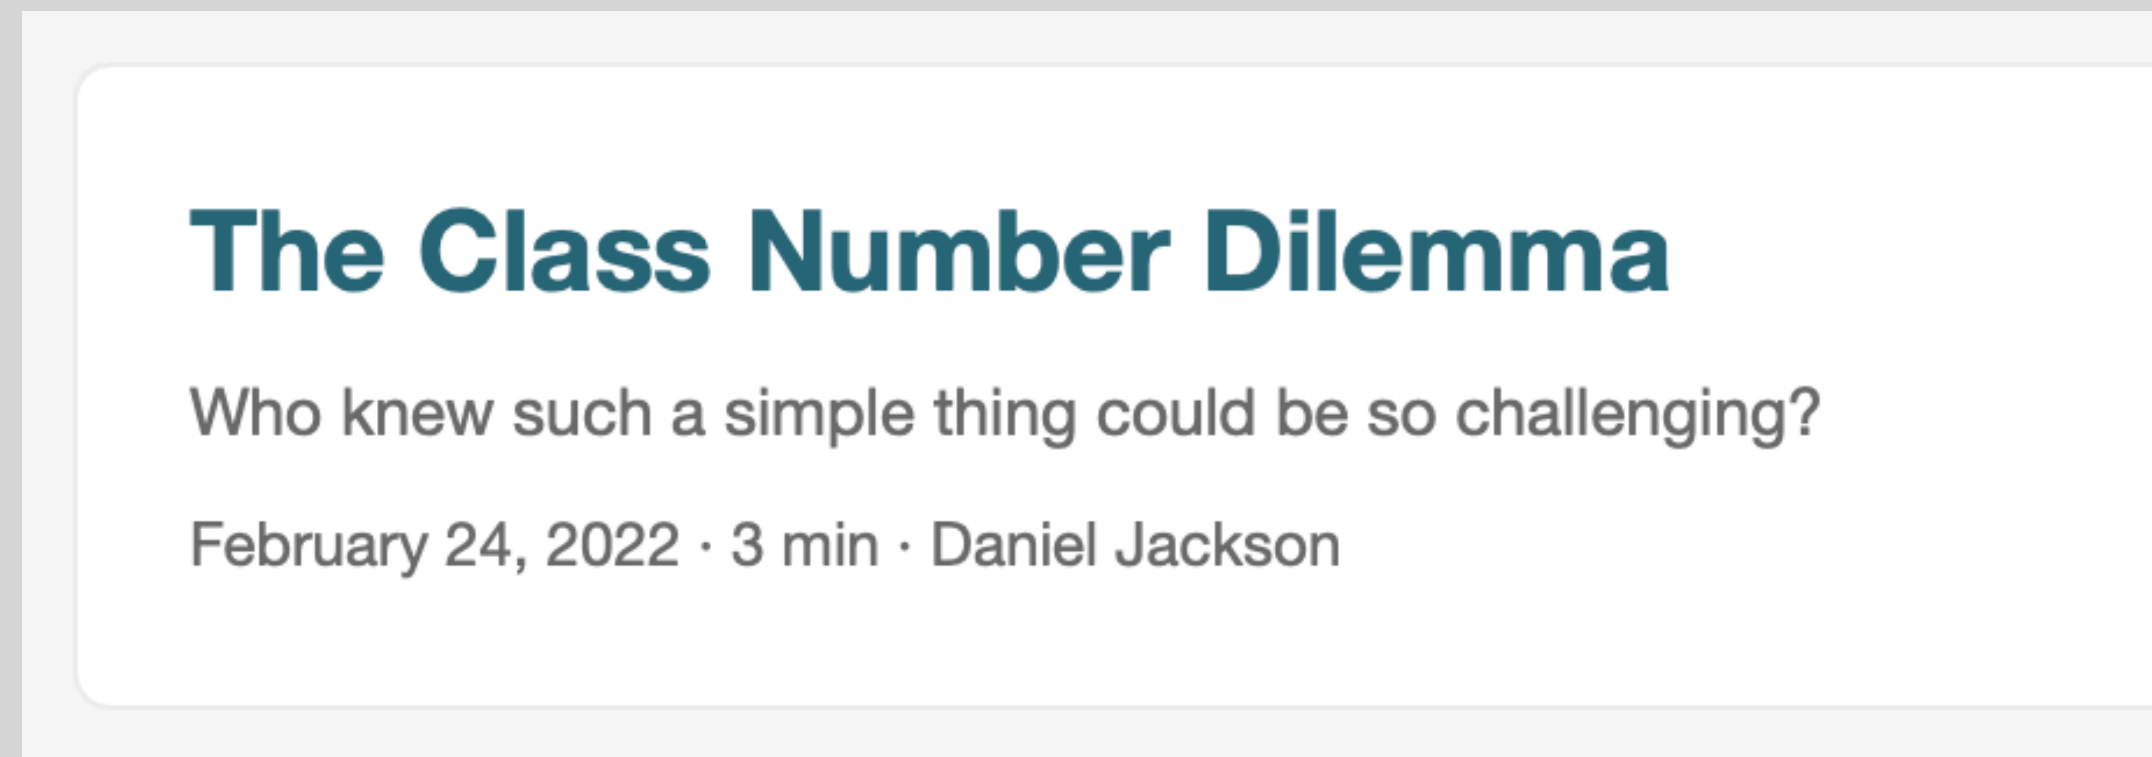 The Class Number Dilemma
Who knew such a simple thing could be so challenging?
February 24, 2022 · 3 min · Daniel Jackson